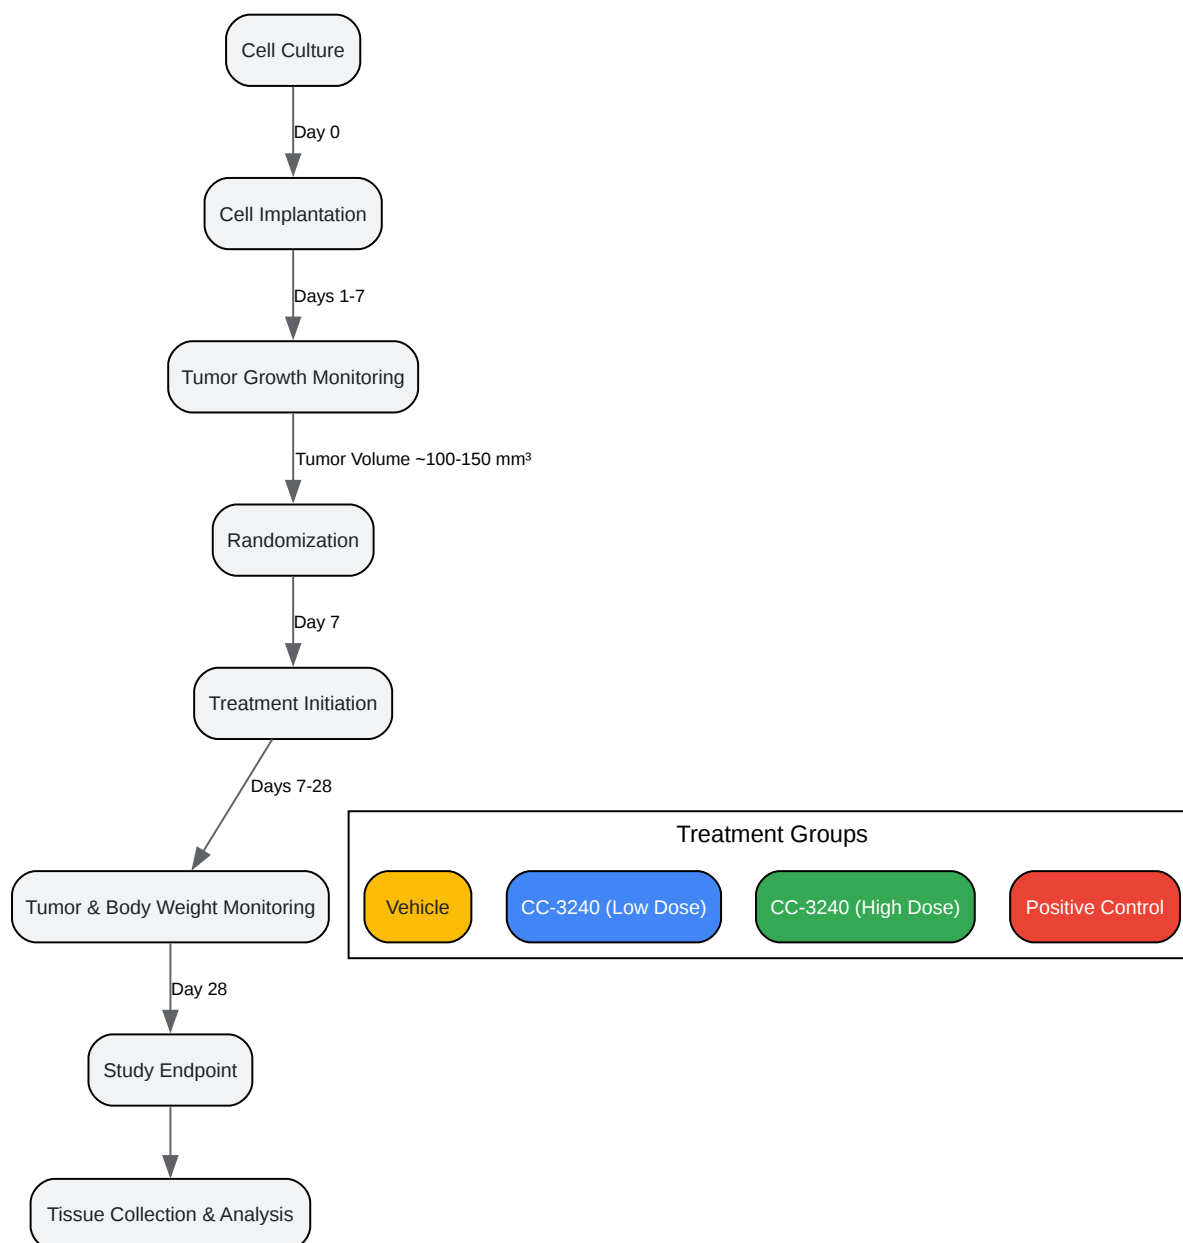 Cell Culture
Day 0
Cell Implantation
Days 1-7
Tumor Growth Monitoring
Tumor Volume ~100-150 mm³
Randomization
Day 7
Treatment Initiation
Days 7-28
Treatment Groups
Tumor & Body Weight Monitoring
Vehicle
CC-3240 (Low Dose)
CC-3240 (High Dose)
Positive Control
Day 28
Study Endpoint
Tissue Collection & Analysis